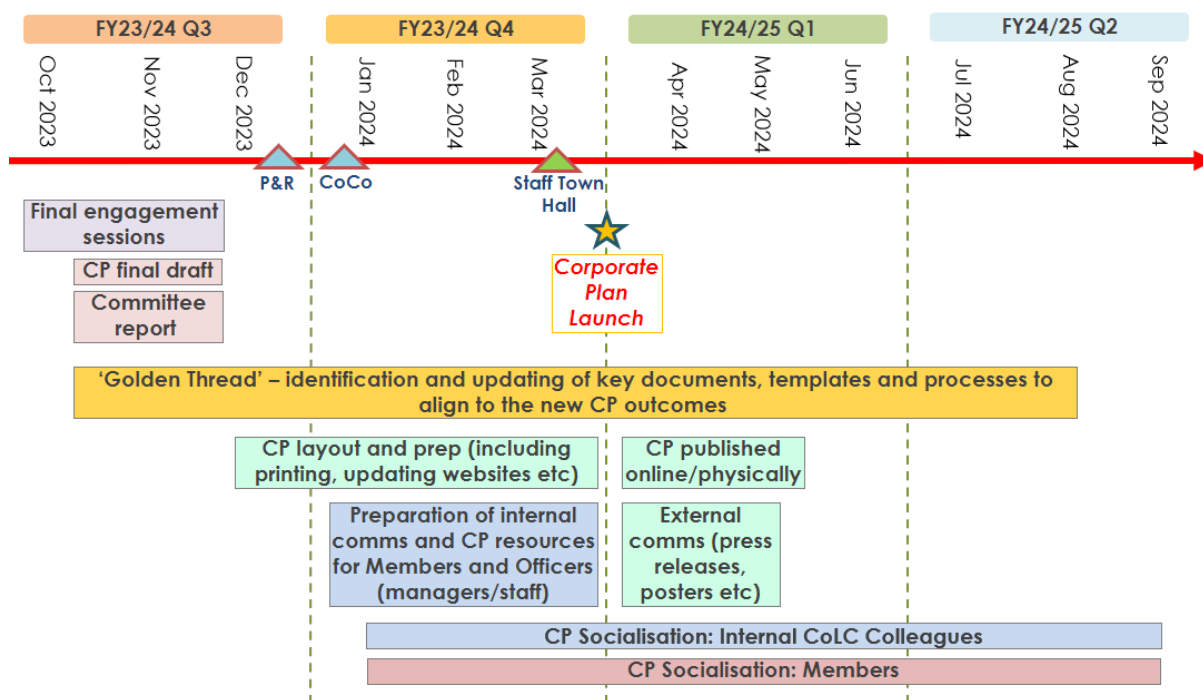 FY23/24 Q3
FY23/24 Q4
FY24/25 Q1
FY24/25 Q2
Oct 2023
Nov 2023
Dec 2023
Jan 2024
Feb 2024
Mar 2024
Apr 2024
May 2024
Jun 2024
Jul 2024
Aug 2024
Sep 2024
P&R
CoCo
Staff Town
Hall
Final engagement
sessions
CP final draft
Committee
report
Corporate
Plan
Launch
‘Golden Thread’ – identification and updating of key documents, templates and processes to
align to the new CP outcomes
CP layout and prep (including
printing, updating websites etc)
CP published
online/physically
Preparation of internal
comms and CP resources
for Members and Officers
(managers/staff)
External
comms (press
releases,
posters etc)
CP Socialisation: Internal CoLC Colleagues
CP Socialisation: Members